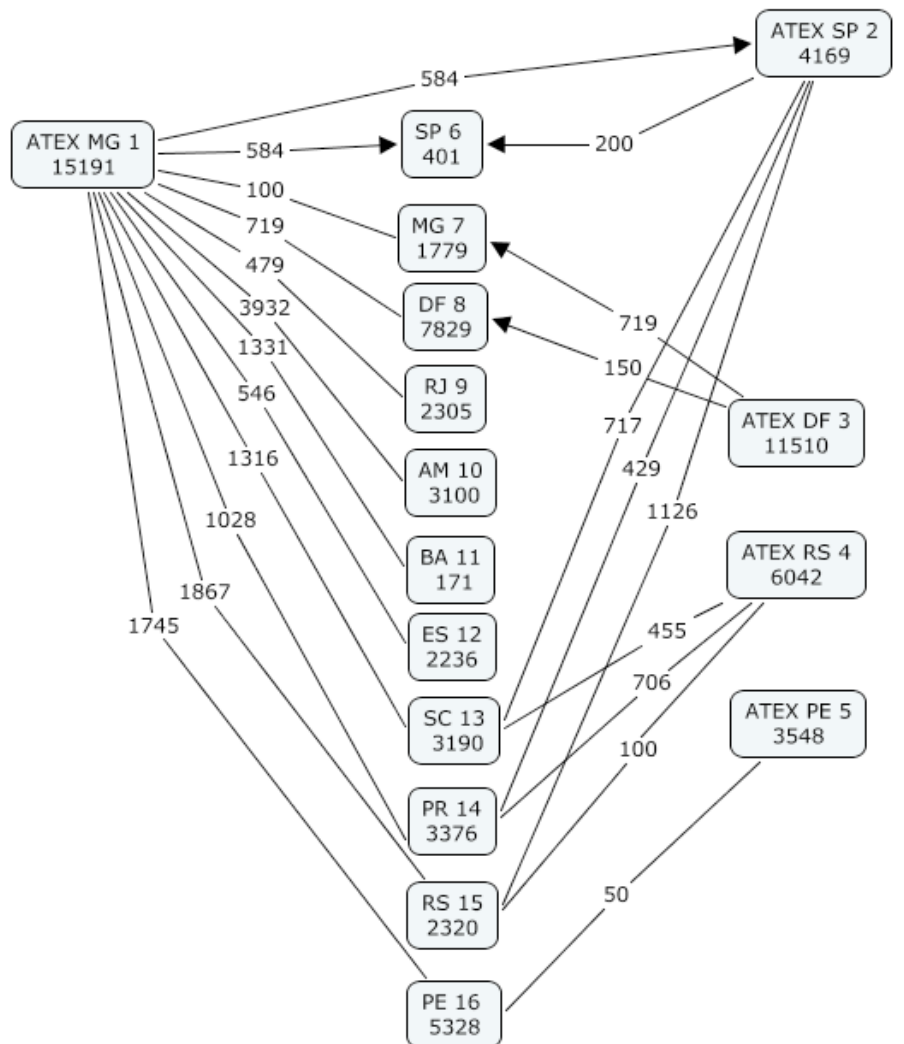 ATEX SP 2
4169
584
ATEX MG 1
15191
SP 6
401
584
200
100
MG 7
1779
719
479
DF 8
7829
719
3932
1331
150
546
RJ 9
2305
ATEX DF 3
11510
717
1316
AM 10
3100
429
1028
1126
BA 11
171
ATEX RS 4
6042
1867
1745
ES 12
2236
455
706
SC 13
3190
ATEX PE 5
3548
100
PR 14
3376
RS 15
2320
50
PE 16
5328